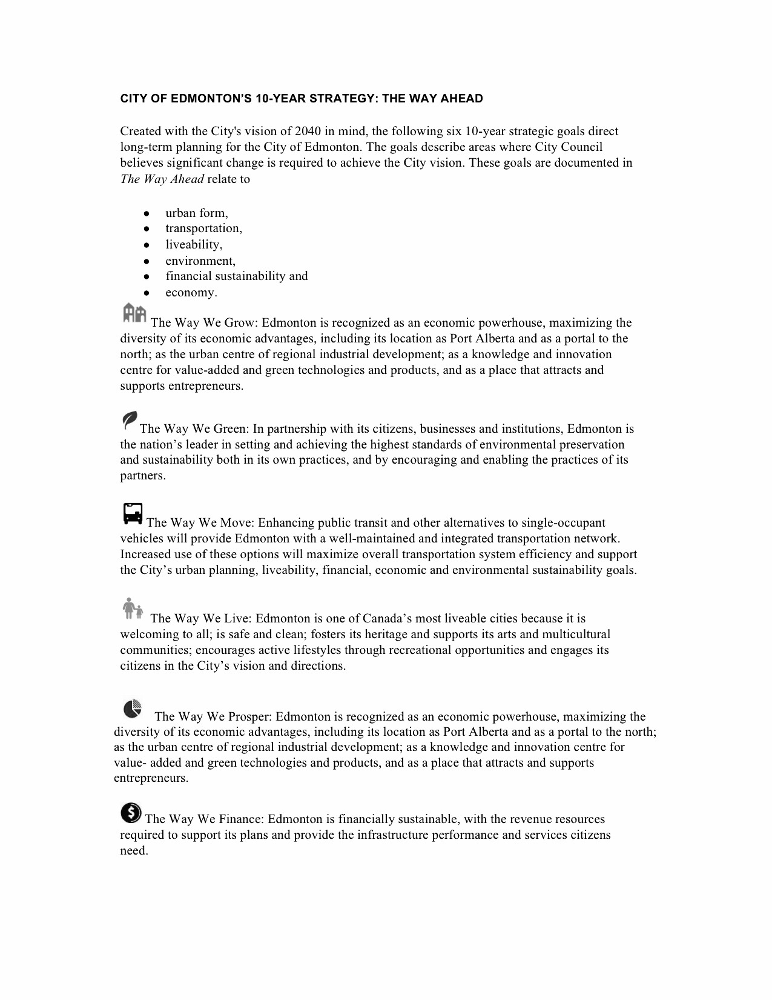 CITY OF EDMONTON’S 10-YEAR STRATEGY: THE WAY AHEAD
Created with the City's vision of 2040 in mind, the following six 10-year strategic goals direct
long-term planning for the City of Edmonton. The goals describe areas where City Council
believes significant change is required to achieve the City vision. These goals are documented in
The Way Ahead relate to
● urban form,
● transportation,
● liveability,
● environment,
● financial sustainability and
● economy.
The Way We Grow: Edmonton is recognized as an economic powerhouse, maximizing the
diversity of its economic advantages, including its location as Port Alberta and as a portal to the
north; as the urban centre of regional industrial development; as a knowledge and innovation
centre for value-added and green technologies and products, and as a place that attracts and
supports entrepreneurs.
The Way We Green: In partnership with its citizens, businesses and institutions, Edmonton is
the nation’s leader in setting and achieving the highest standards of environmental preservation
and sustainability both in its own practices, and by encouraging and enabling the practices of its
partners.
The Way We Move: Enhancing public transit and other alternatives to single-occupant
vehicles will provide Edmonton with a well-maintained and integrated transportation network.
Increased use of these options will maximize overall transportation system efficiency and support
the City’s urban planning, liveability, financial, economic and environmental sustainability goals.
The Way We Live: Edmonton is one of Canada’s most liveable cities because it is
welcoming to all; is safe and clean; fosters its heritage and supports its arts and multicultural
communities; encourages active lifestyles through recreational opportunities and engages its
citizens in the City’s vision and directions.
The Way We Prosper: Edmonton is recognized as an economic powerhouse, maximizing the
diversity of its economic advantages, including its location as Port Alberta and as a portal to the north;
as the urban centre of regional industrial development; as a knowledge and innovation centre for
value- added and green technologies and products, and as a place that attracts and supports
entrepreneurs.
The Way We Finance: Edmonton is financially sustainable, with the revenue resources
required to support its plans and provide the infrastructure performance and services citizens
need.